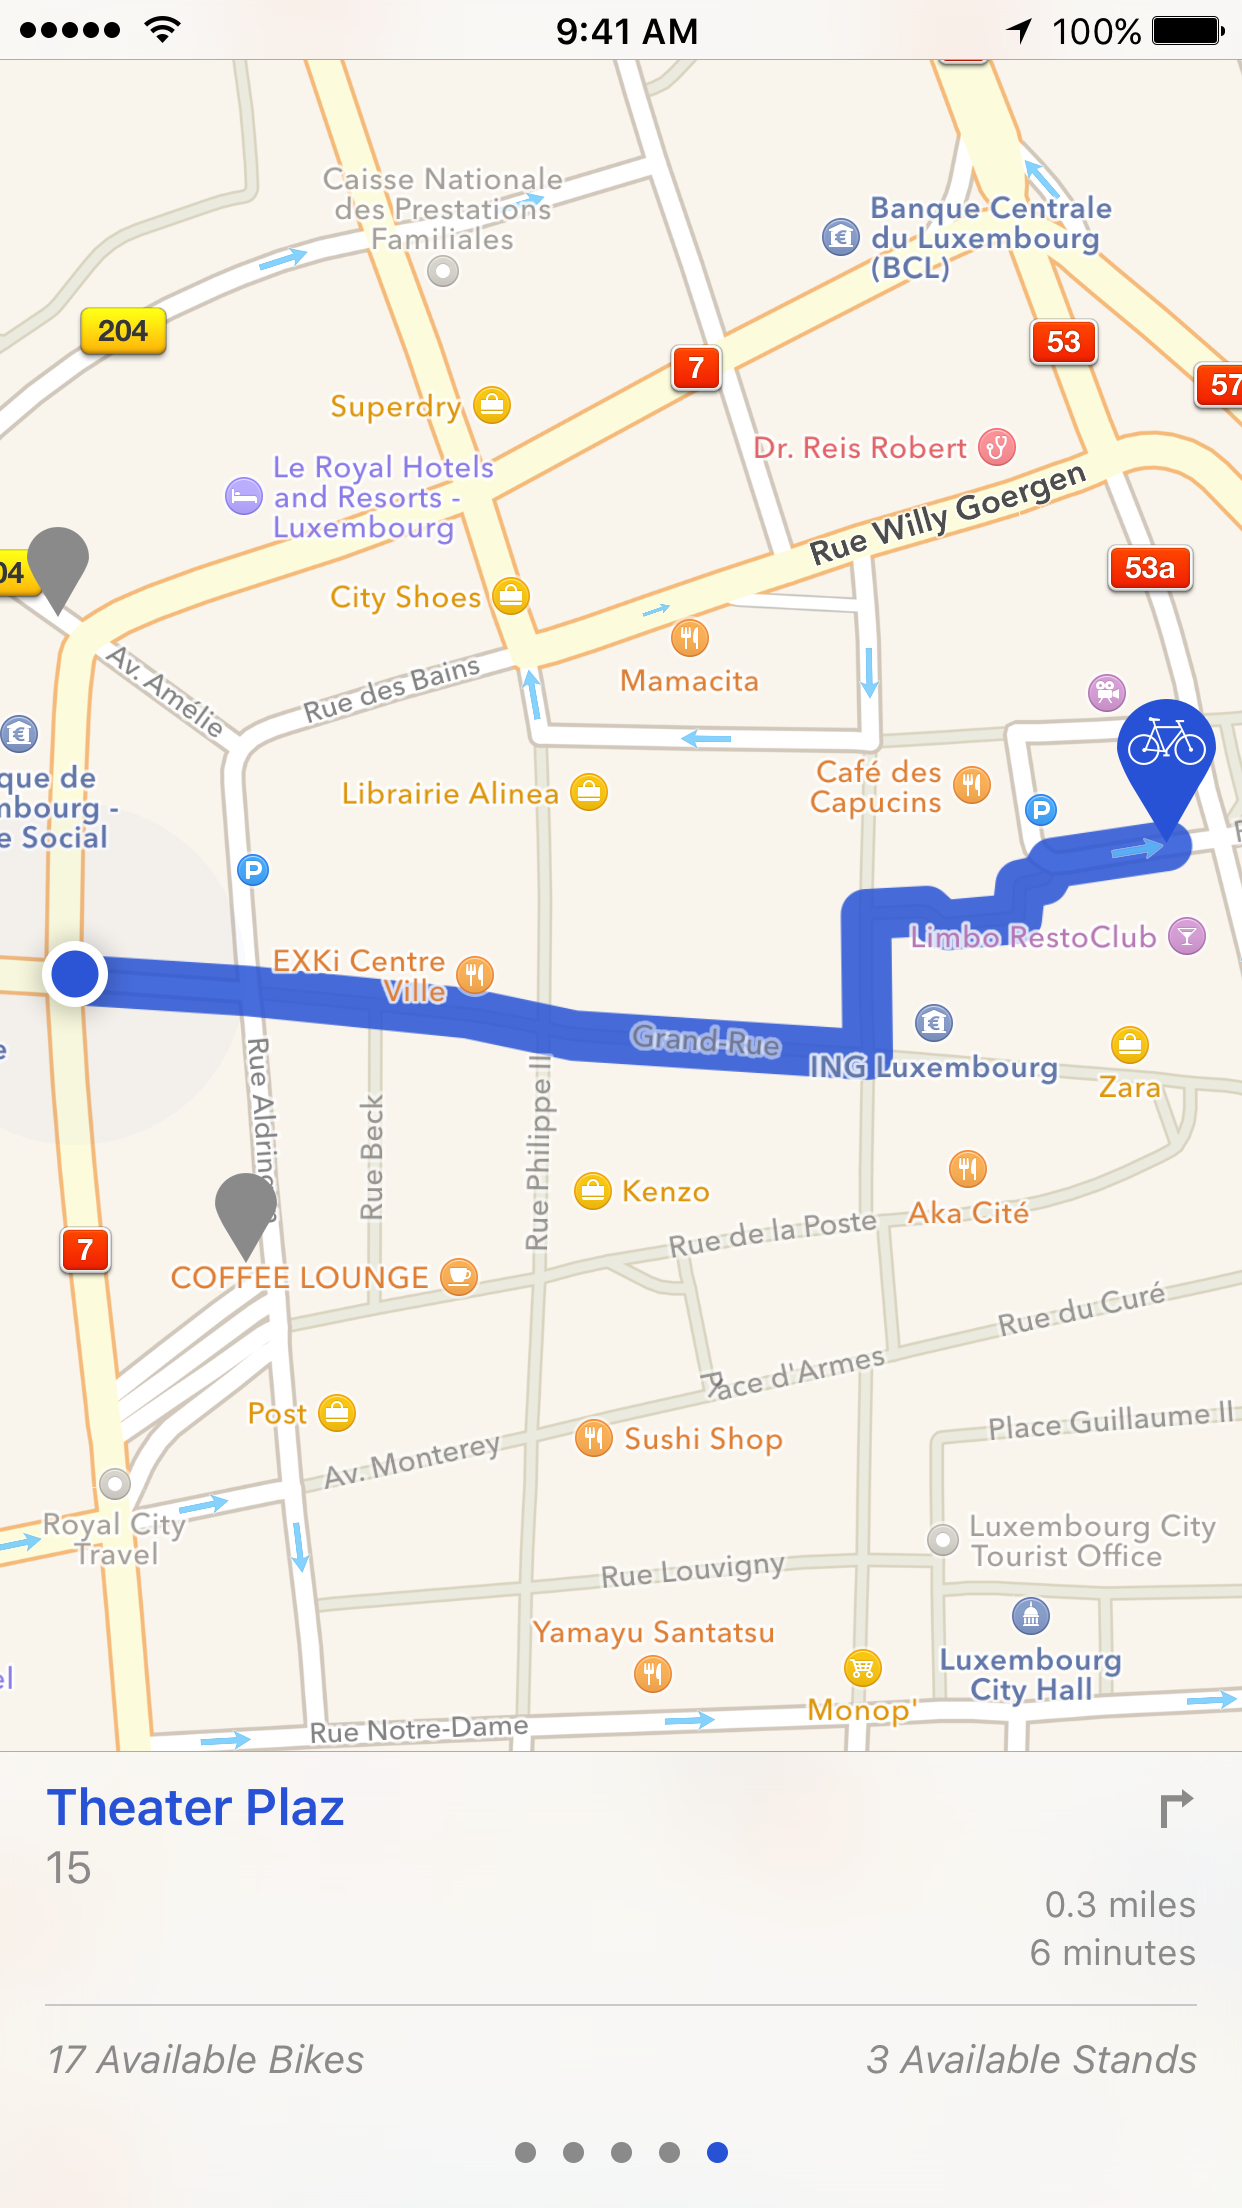 9:41 AM
100%
Caisse Nationale
des Prestations
Familiales
Banque Centrale
du Luxembourg
(BCL)
204
7
53
57
Superdry
Dr. Reis Robert
Le Royal Hotels
and Resorts -
Luxembourg
Rue Willy Goergen
04
53a
City Shoes
Mamacita
Av. Amélie
Rue des Bains
que de
mbourg -
e Social
Librairie Alinea
Café des
Capucins
P
P
Limbo RestoClub
EXKi Centre
Ville
Grand-Rue
ING Luxembourg
Zara
Rue Beck
Rue Philippe II
Kenzo
Aka Cité
Rue de la Poste
7
COFFEE LOUNGE
Rue du Curé
Place d'Armes
Post
Sushi Shop
Place Guillaume II
Av. Monterey
Royal City
Travel
Luxembourg City
Tourist Office
Rue Louvigny
Yamayu Santatsu
Luxembourg
City Hall
el
Monop'
Rue Notre-Dame
Theater Plaz
15
0.3 miles
6 minutes
17 Available Bikes
3 Available Stands